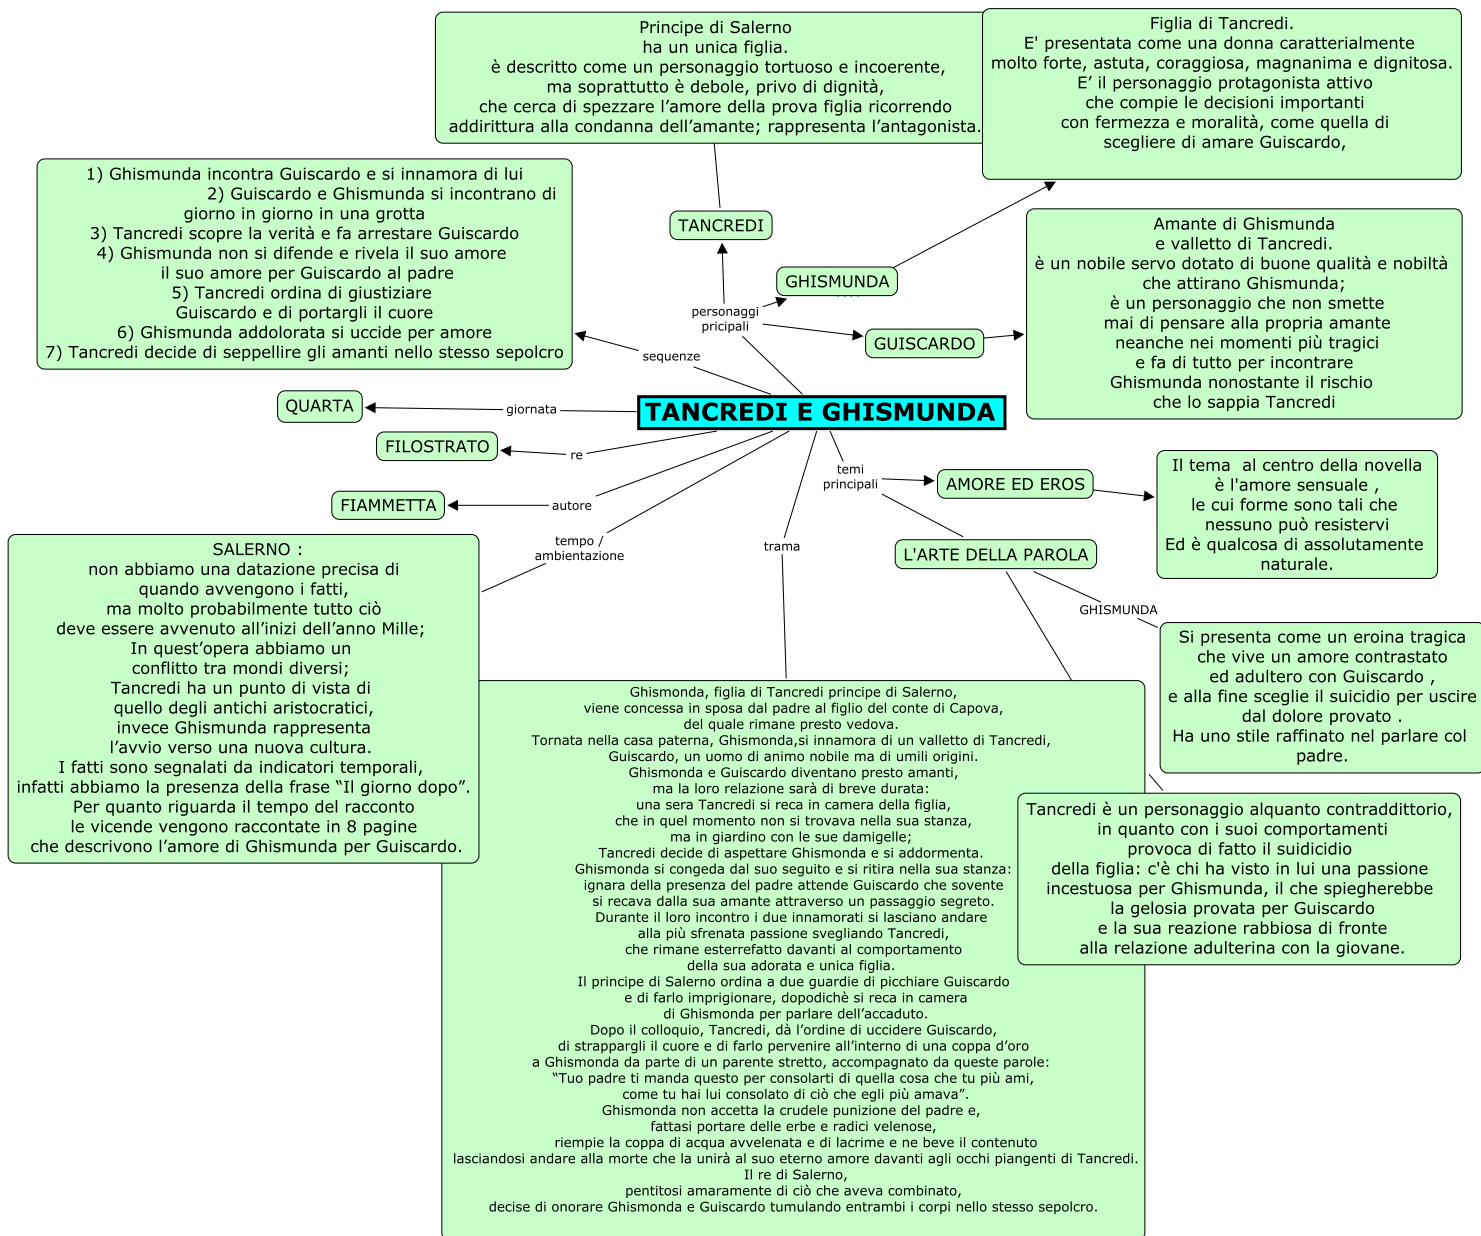 Principe di Salerno
ha un unica figlia.
è descritto come un personaggio tortuoso e incoerente,
ma soprattutto è debole, privo di dignità,
che cerca di spezzare l’amore della prova figlia ricorrendo
addirittura alla condanna dell’amante; rappresenta l’antagonista.
Figlia di Tancredi.
E' presentata come una donna caratterialmente
molto forte, astuta, coraggiosa, magnanima e dignitosa.
E’ il personaggio protagonista attivo
che compie le decisioni importanti
con fermezza e moralità, come quella di
scegliere di amare Guiscardo,
1) Ghismunda incontra Guiscardo e si innamora di lui
2) Guiscardo e Ghismunda si incontrano di
giorno in giorno in una grotta
3) Tancredi scopre la verità e fa arrestare Guiscardo
4) Ghismunda non si difende e rivela il suo amore
il suo amore per Guiscardo al padre
5) Tancredi ordina di giustiziare
Guiscardo e di portargli il cuore
6) Ghismunda addolorata si uccide per amore
7) Tancredi decide di seppellire gli amanti nello stesso sepolcro
TANCREDI
GHISMUNDA
personaggi
pricipali
GUISCARDO
Amante di Ghismunda
e valletto di Tancredi.
è un nobile servo dotato di buone qualità e nobiltà
che attirano Ghismunda;
è un personaggio che non smette
mai di pensare alla propria amante
neanche nei momenti più tragici
e fa di tutto per incontrare
Ghismunda nonostante il rischio
che lo sappia Tancredi
sequenze
QUARTA
giornata
TANCREDI E GHISMUNDA
FILOSTRATO
re
FIAMMETTA
autore
tempo /
ambientazione
trama
temi
principali
AMORE ED EROS
Il tema  al centro della novella
è l'amore sensuale ,
le cui forme sono tali che
nessuno può resistervi
Ed è qualcosa di assolutamente
naturale.
L'ARTE DELLA PAROLA
GHISMUNDA
Si presenta come un eroina tragica
che vive un amore contrastato
ed adultero con Guiscardo ,
e alla fine sceglie il suicidio per uscire
dal dolore provato .
Ha uno stile raffinato nel parlare col
padre.
SALERNO :
non abbiamo una datazione precisa di
quando avvengono i fatti,
ma molto probabilmente tutto ciò
deve essere avvenuto all’inizi dell’anno Mille;
In quest’opera abbiamo un
conflitto tra mondi diversi;
Tancredi ha un punto di vista di
quello degli antichi aristocratici,
invece Ghismunda rappresenta
l’avvio verso una nuova cultura.
I fatti sono segnalati da indicatori temporali,
infatti abbiamo la presenza della frase “Il giorno dopo”.
Per quanto riguarda il tempo del racconto
le vicende vengono raccontate in 8 pagine
che descrivono l’amore di Ghismunda per Guiscardo.
Ghismonda, figlia di Tancredi principe di Salerno,
viene concessa in sposa dal padre al figlio del conte di Capova,
del quale rimane presto vedova.
Tornata nella casa paterna, Ghismonda,si innamora di un valletto di Tancredi,
Guiscardo, un uomo di animo nobile ma di umili origini.
Ghismonda e Guiscardo diventano presto amanti,
ma la loro relazione sarà di breve durata:
una sera Tancredi si reca in camera della figlia,
che in quel momento non si trovava nella sua stanza,
ma in giardino con le sue damigelle;
Tancredi decide di aspettare Ghismonda e si addormenta.
Ghismonda si congeda dal suo seguito e si ritira nella sua stanza:
ignara della presenza del padre attende Guiscardo che sovente
si recava dalla sua amante attraverso un passaggio segreto.
Durante il loro incontro i due innamorati si lasciano andare
alla più sfrenata passione svegliando Tancredi,
che rimane esterrefatto davanti al comportamento
della sua adorata e unica figlia.
Il principe di Salerno ordina a due guardie di picchiare Guiscardo
e di farlo imprigionare, dopodichè si reca in camera
di Ghismonda per parlare dell’accaduto.
Dopo il colloquio, Tancredi, dà l’ordine di uccidere Guiscardo,
di strappargli il cuore e di farlo pervenire all’interno di una coppa d’oro
a Ghismonda da parte di un parente stretto, accompagnato da queste parole:
“Tuo padre ti manda questo per consolarti di quella cosa che tu più ami,
come tu hai lui consolato di ciò che egli più amava”.
Ghismonda non accetta la crudele punizione del padre e,
fattasi portare delle erbe e radici velenose,
riempie la coppa di acqua avvelenata e di lacrime e ne beve il contenuto
lasciandosi andare alla morte che la unirà al suo eterno amore davanti agli occhi piangenti di Tancredi.
Il re di Salerno,
pentitosi amaramente di ciò che aveva combinato,
decise di onorare Ghismonda e Guiscardo tumulando entrambi i corpi nello stesso sepolcro.
Tancredi è un personaggio alquanto contraddittorio,
in quanto con i suoi comportamenti
provoca di fatto il suidicidio
della figlia: c'è chi ha visto in lui una passione
incestuosa per Ghismunda, il che spiegherebbe
la gelosia provata per Guiscardo
e la sua reazione rabbiosa di fronte
alla relazione adulterina con la giovane.